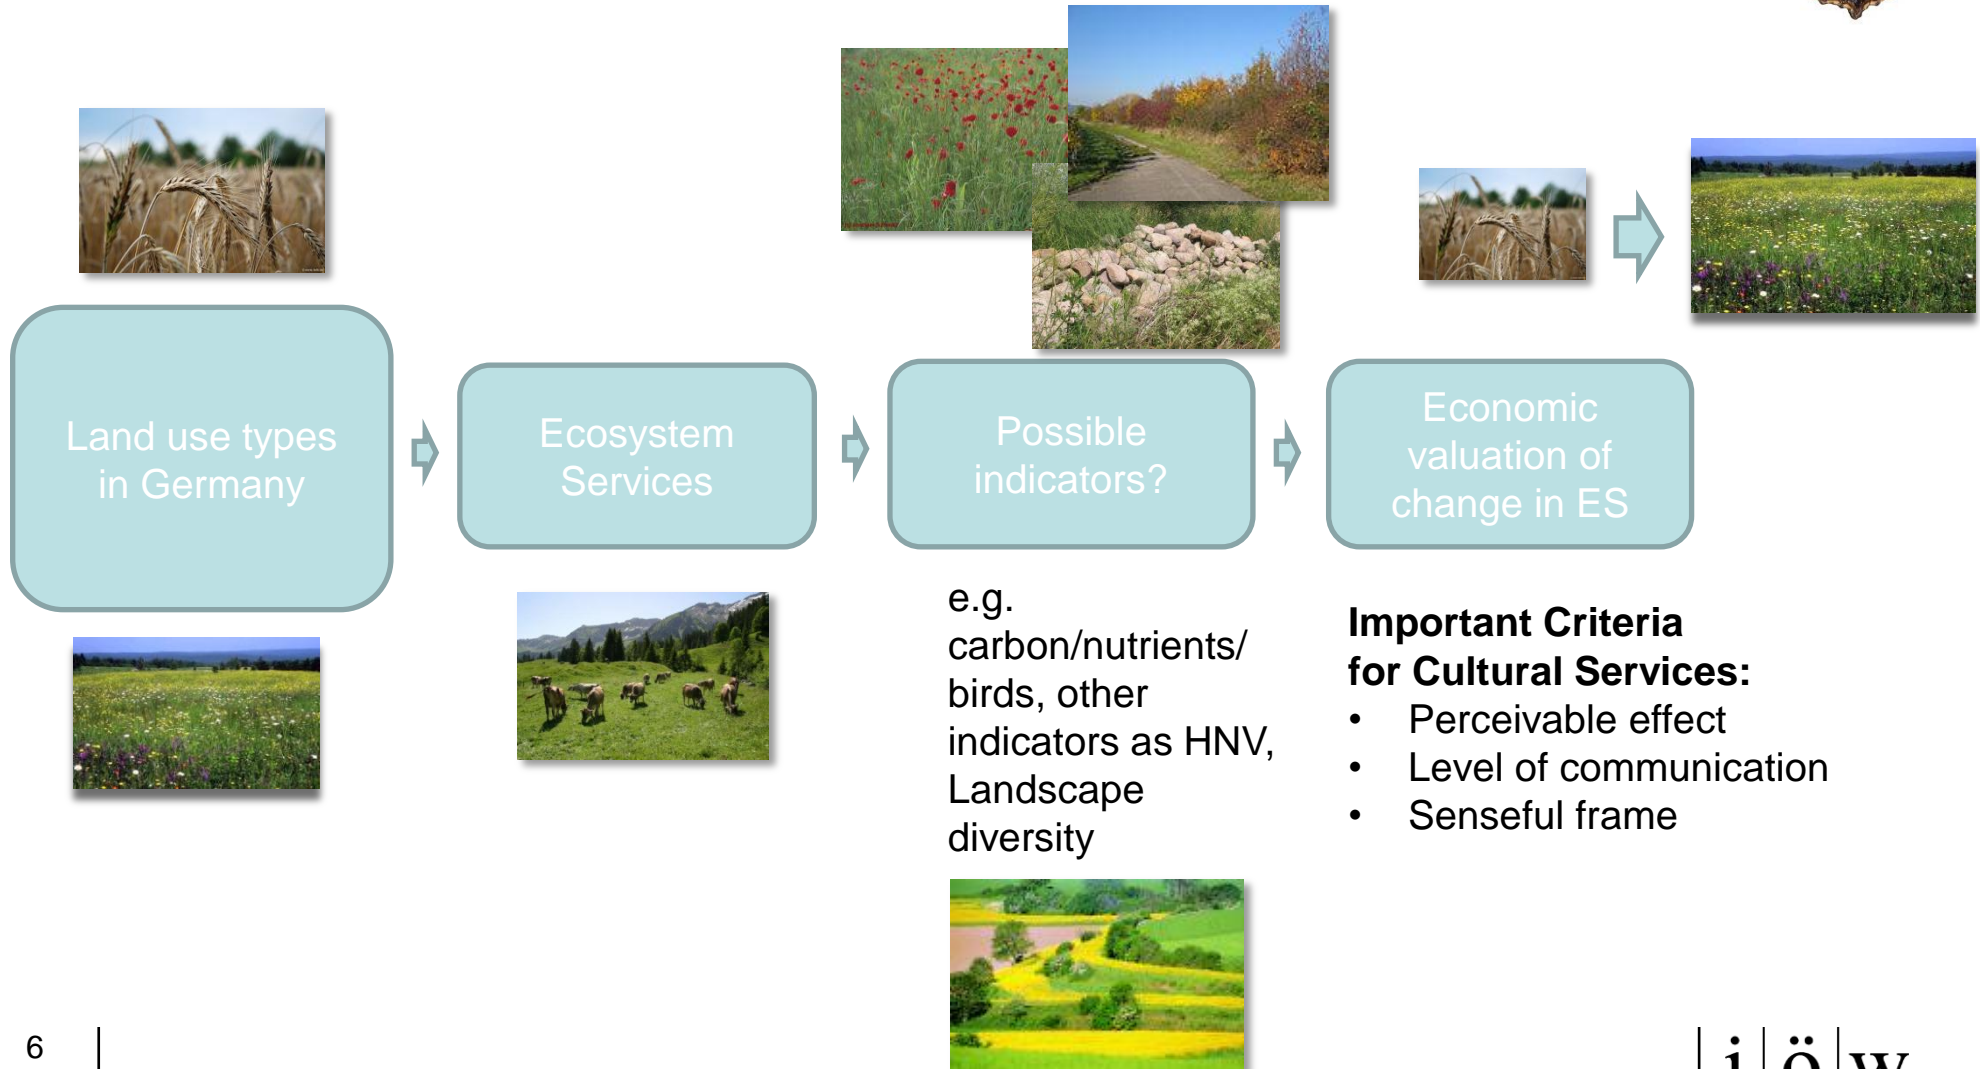 Land use types
in Germany
Ecosystem
Services
Possible
indicators?
Economic
valuation of
change in ES
e.g.
carbon/nutrients/
birds, other
indicators as HNV,
Landscape
diversity
Important Criteria
for Cultural Services:
• Perceivable effect
• Level of communication
• Senseful frame
6
|i|ö|w